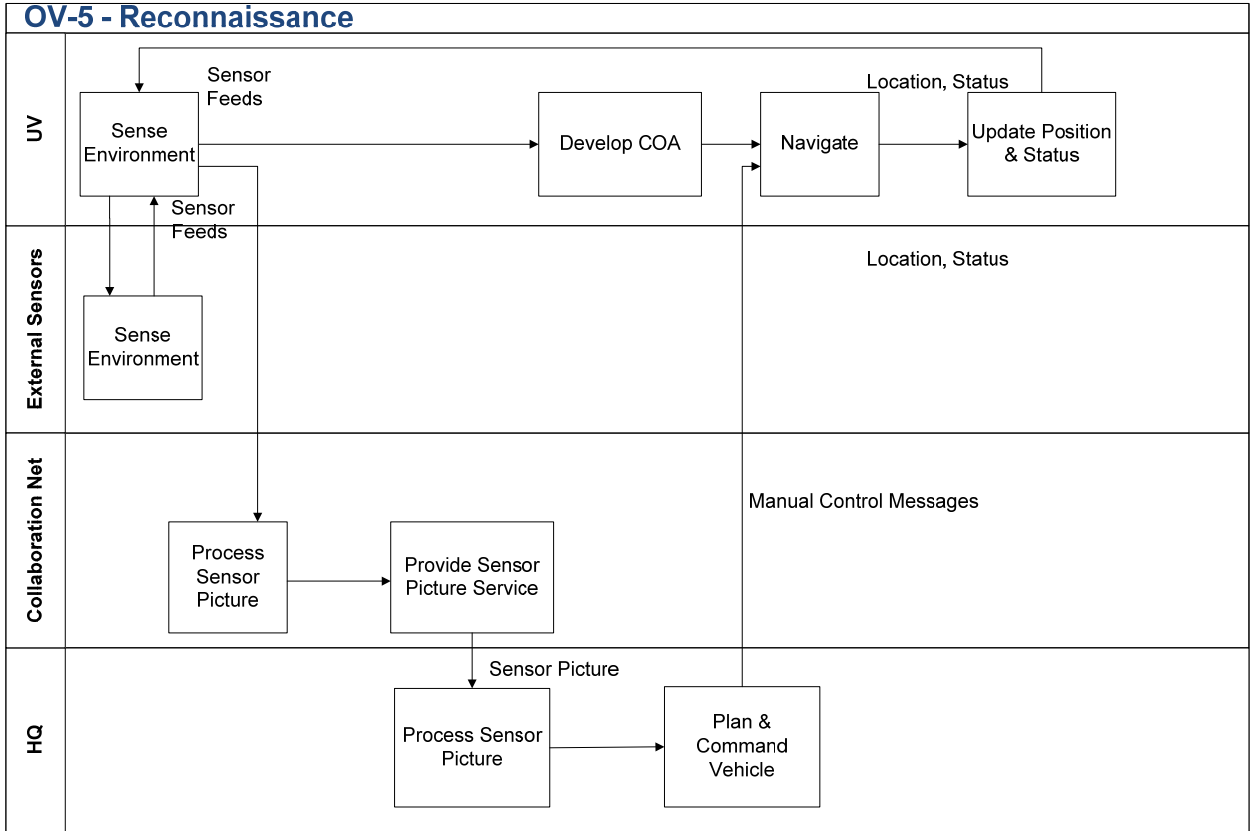 OV-5 - Reconnaissance
UV
Sensor
Feeds
Location, Status
Sense
Environment
Develop COA
Navigate
Update Position
& Status
Sensor
Feeds
External Sensors
Location, Status
Sense
Environment
Collaboration Net
Manual Control Messages
Process
Sensor
Picture
Provide Sensor
Picture Service
HQ
Sensor Picture
Process Sensor
Picture
Plan &
Command
Vehicle